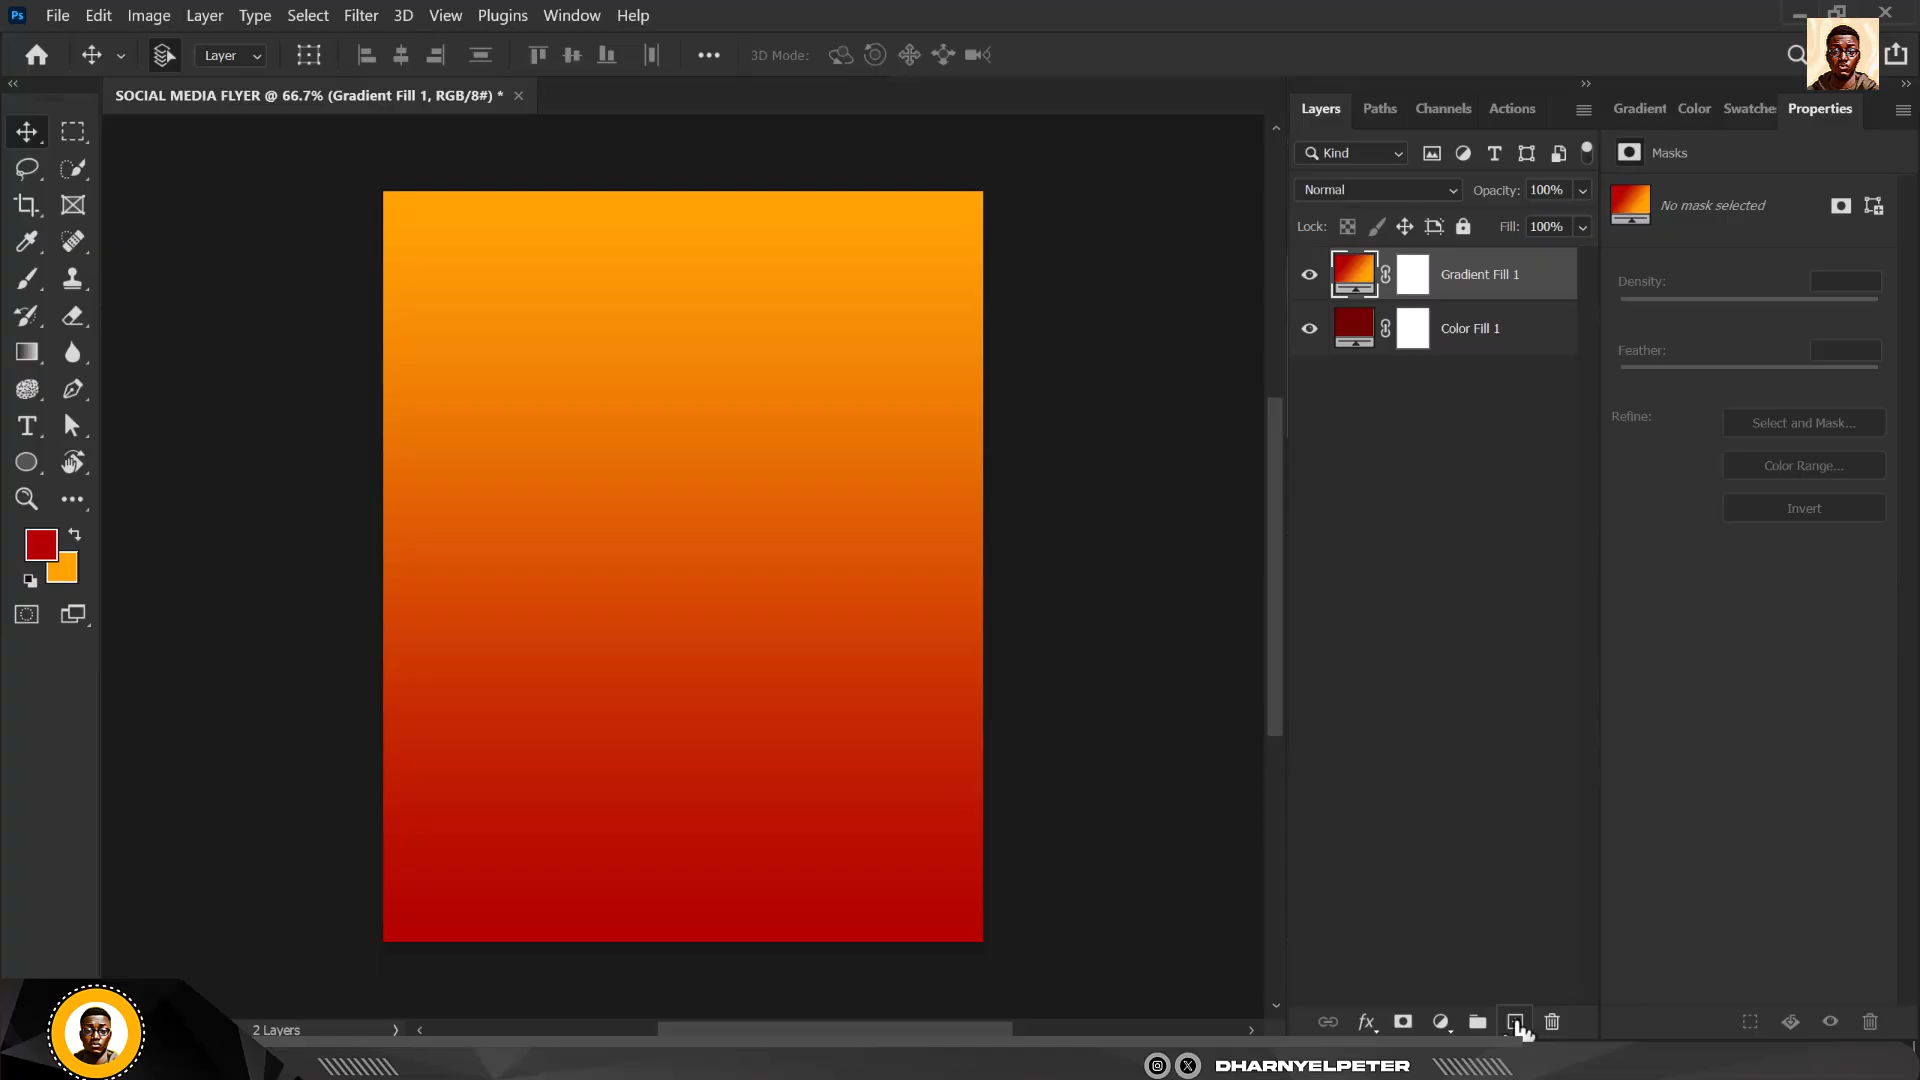 Ps File Edit Image Layer Type Select Filter 3D View Plugins Window Help
Layer 3D Mode:
SOCIAL MEDIA FLYER @ 66.7% (Gradient Fill 1, RGB/8#) *
Layers Paths Channels Actions
Gradient Color Swatche Properties
Kind
Masks
Normal Opacity: 100%
No mask selected
Lock: Fill: 100%
Gradient Fill 1
Color Fill 1
Density:
Feather:
Refine: Select and Mask...
Color Range...
Invert
2 Layers
DHARNYELPETER